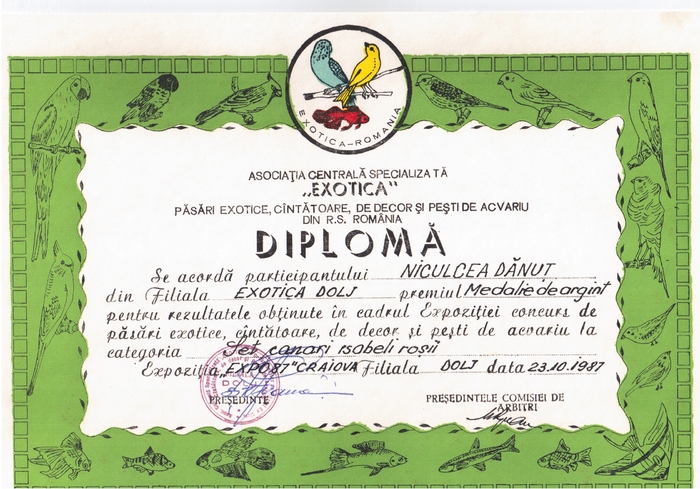 EXOTICA-ROMANIA
ASOCIAȚIA CENTRALĂ SPECIALIZATĂ
„EXOTICA"
PĂSĂRI EXOTICE, CÎNTĂTOARE, DE DECOR ȘI PEȘTI DE ACVARIU
DIN R.S. ROMÂNIA
DIPLOMĂ
Se acordă participantului NICULCEA DĂNUT
din Filiala EXOTICA DOLJ premiul Medalie de argint
pentru rezultatele obținute în cadrul Expoziției concurs de
păsări exotice, cîntătoare, de decor și pești de acvariu la
categoria Set canari isabeli roșii
Expoziția „EXPO87" CRAIOVA Filiala DOLJ data 23.10.1987
PREȘEDINTE
PREȘEDINTELE COMISIEI DE
ARBITRI